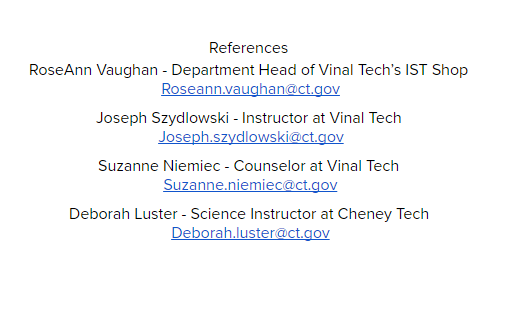 References
RoseAnn Vaughan - Department Head of Vinal Tech's IST Shop
Roseann.vaughan@ct.gov
Joseph Szydlowski - Instructor at Vinal Tech
Joseph.szydlowski@ct.gov
Suzanne Niemiec - Counselor at Vinal Tech
Suzanne.niemiec@ct.gov
Deborah Luster - Science Instructor at Cheney Tech
Deborah.luster@ct.gov